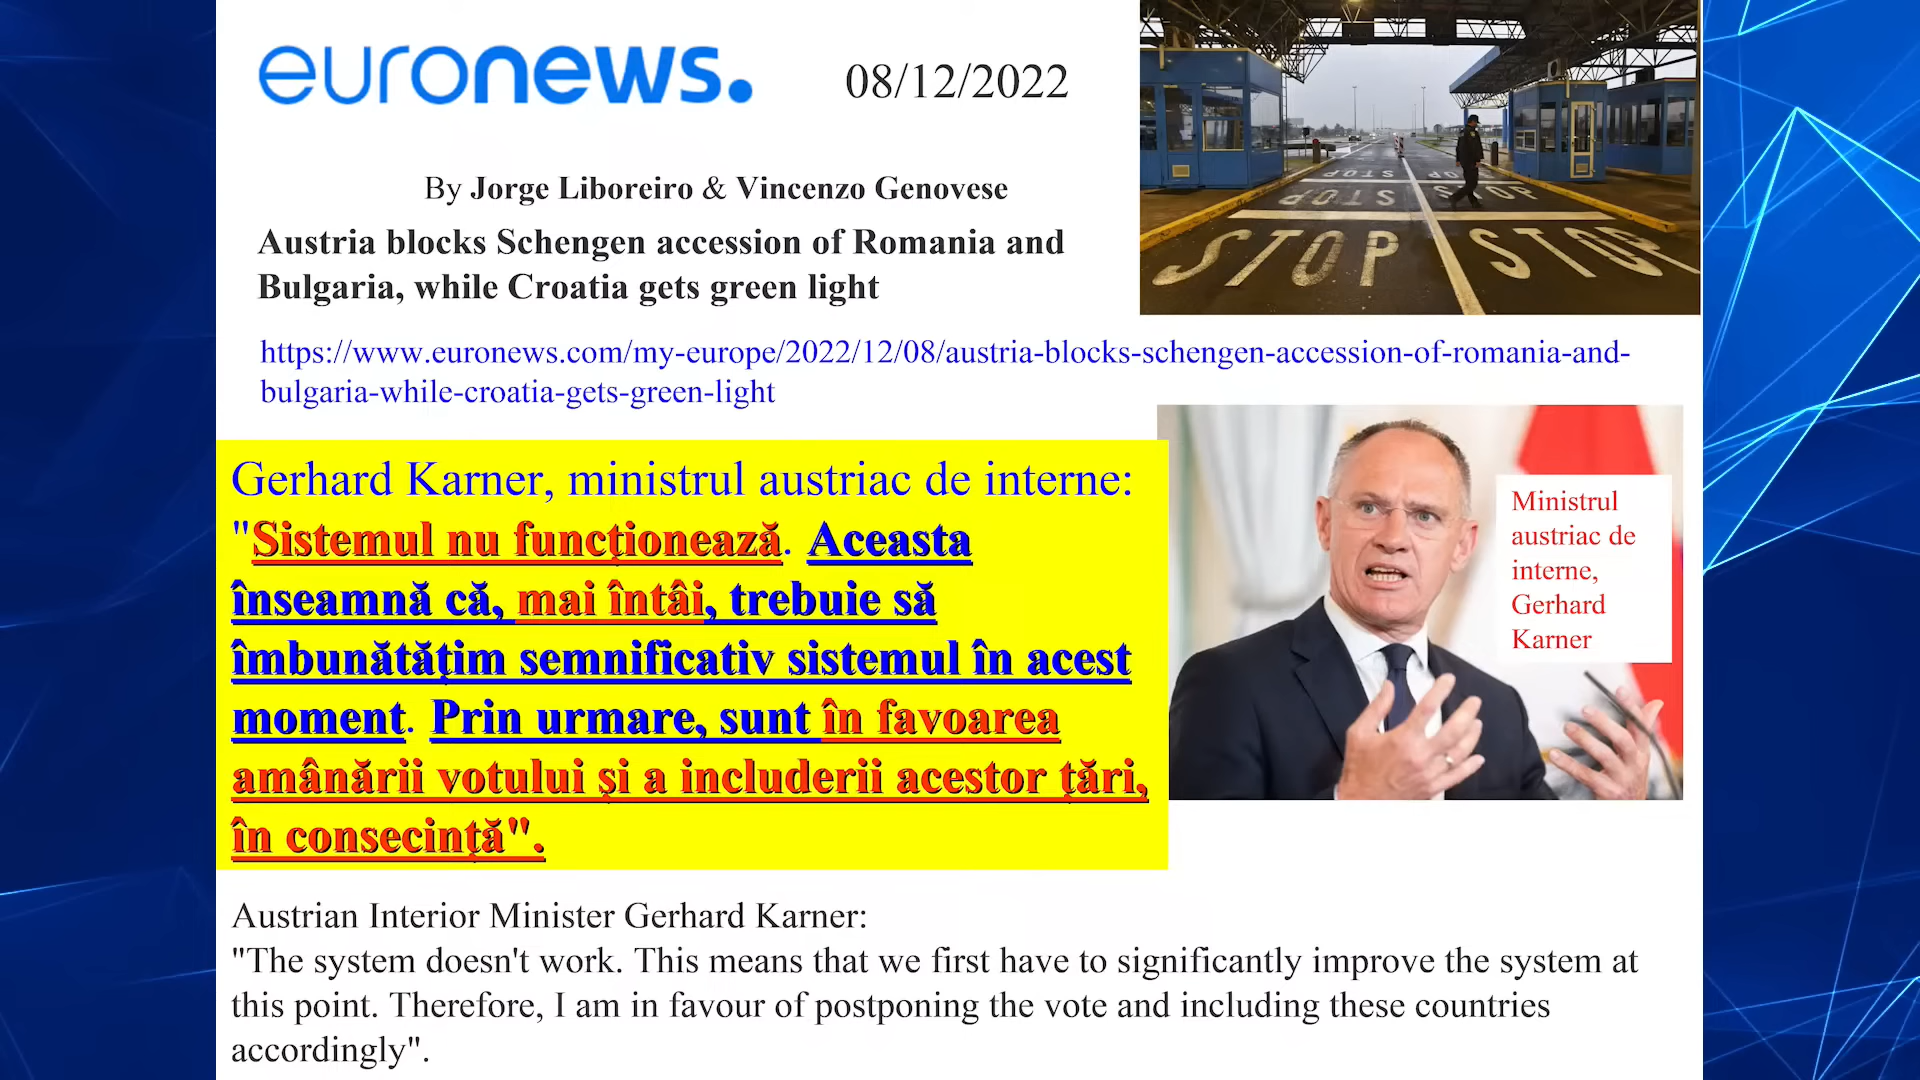 euronews.
08/12/2022
By Jorge Liboreiro & Vincenzo Genovese
Austria blocks Schengen accession of Romania and
Bulgaria, while Croatia gets green light
STOP STOP
STOP STOP
STOP OP
https://www.euronews.com/my-europe/2022/12/08/austria-blocks-schengen-accession-of-romania-and-
bulgaria-while-croatia-gets-green-light
Gerhard Karner, ministrul austriac de interne:
"Sistemul nu funcționează. Aceasta
înseamnă că, mai întâi, trebuie să
îmbunătățim semnificativ sistemul în acest
moment. Prin urmare, sunt în favoarea
amânării votului și a includerii acestor țări,
în consecință".
Ministrul
austriac de
interne,
Gerhard
Karner
Austrian Interior Minister Gerhard Karner:
"The system doesn't work. This means that we first have to significantly improve the system at
this point. Therefore, I am in favour of postponing the vote and including these countries
accordingly".